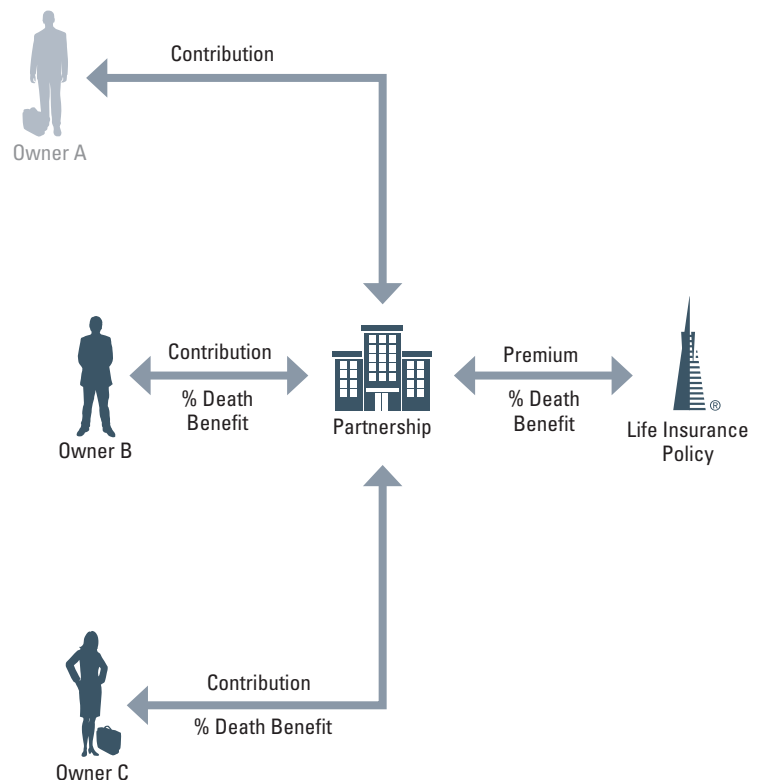 Contribution
Owner A
Contribution
% Death
Benefit
Owner B
Partnership
Premium
% Death
Benefit
®
Life Insurance
Policy
Contribution
% Death Benefit
Owner C